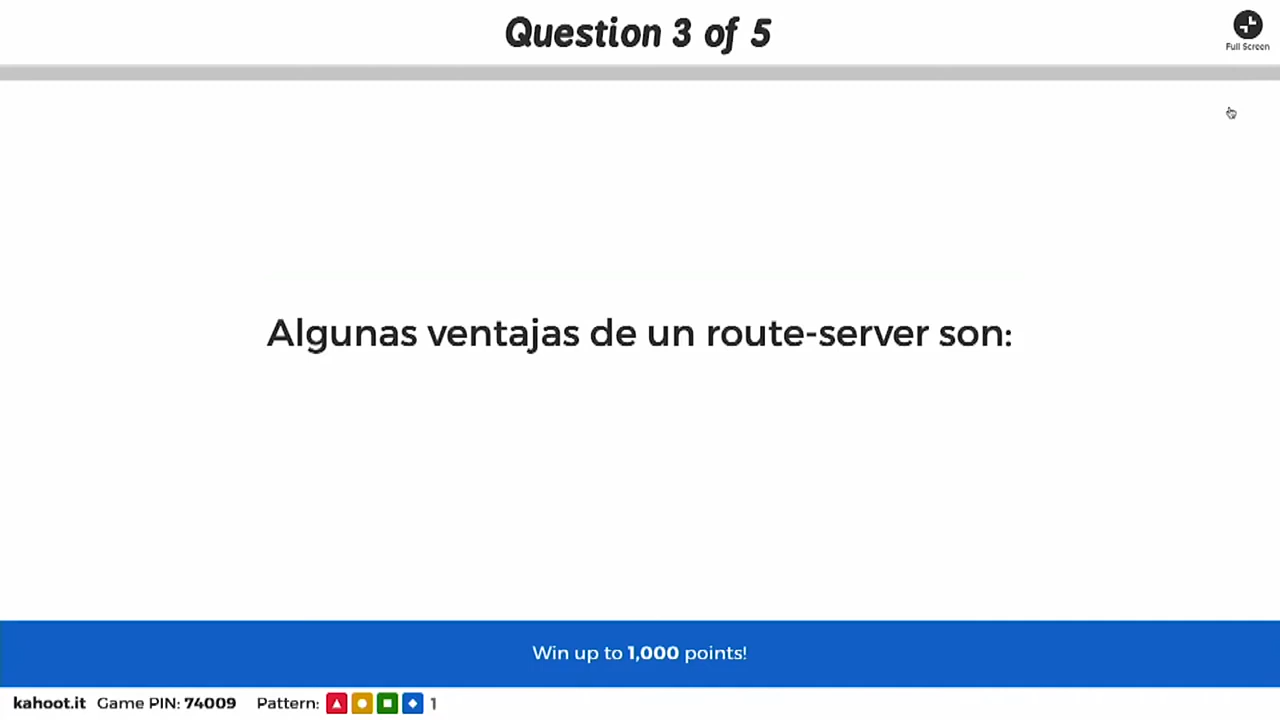 Question 3 of 5
Full Screen
Algunas ventajas de un route-server son:
Win up to 1,000 points!
kahoot.it Game PIN: 74009 Pattern: 1